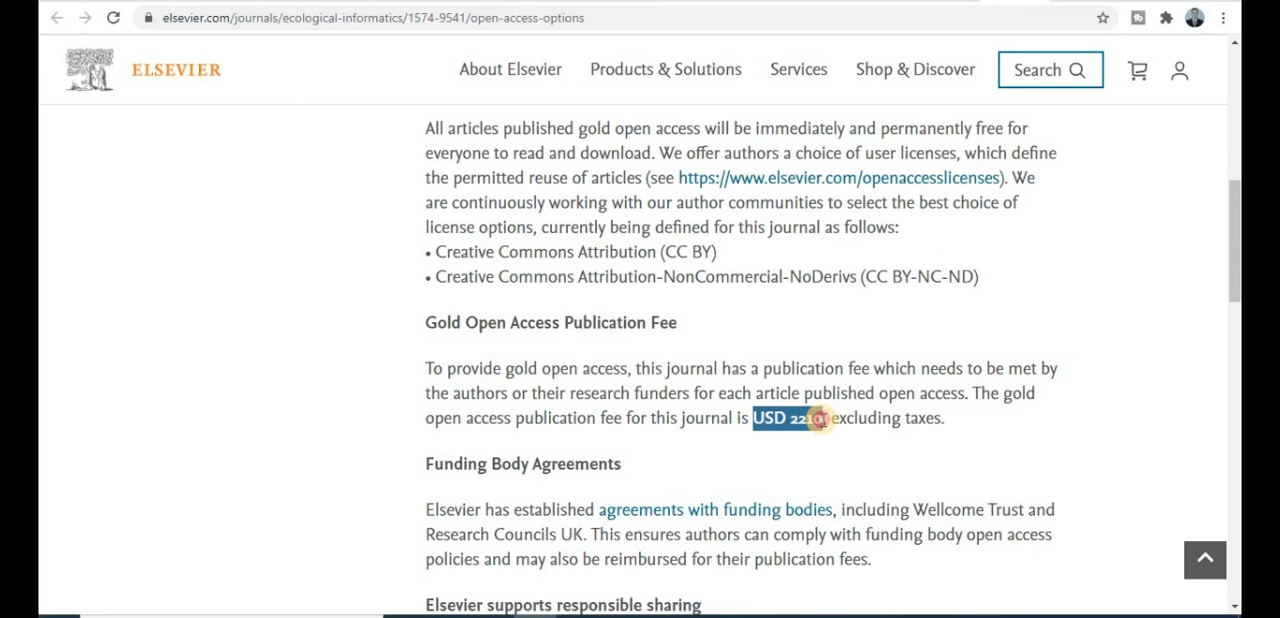 elsevier.com/journals/ecological-informatics/1574-9541/open-access-options
ELSEVIER
About Elsevier Products & Solutions Services Shop & Discover Search
All articles published gold open access will be immediately and permanently free for
everyone to read and download. We offer authors a choice of user licenses, which define
the permitted reuse of articles (see https://www.elsevier.com/openaccesslicenses). We
are continuously working with our author communities to select the best choice of
license options, currently being defined for this journal as follows:
• Creative Commons Attribution (CC BY)
• Creative Commons Attribution-NonCommercial-NoDerivs (CC BY-NC-ND)
Gold Open Access Publication Fee
To provide gold open access, this journal has a publication fee which needs to be met by
the authors or their research funders for each article published open access. The gold
open access publication fee for this journal is USD excluding taxes.
Funding Body Agreements
Elsevier has established agreements with funding bodies, including Wellcome Trust and
Research Councils UK. This ensures authors can comply with funding body open access
policies and may also be reimbursed for their publication fees.
Elsevier supports responsible sharing